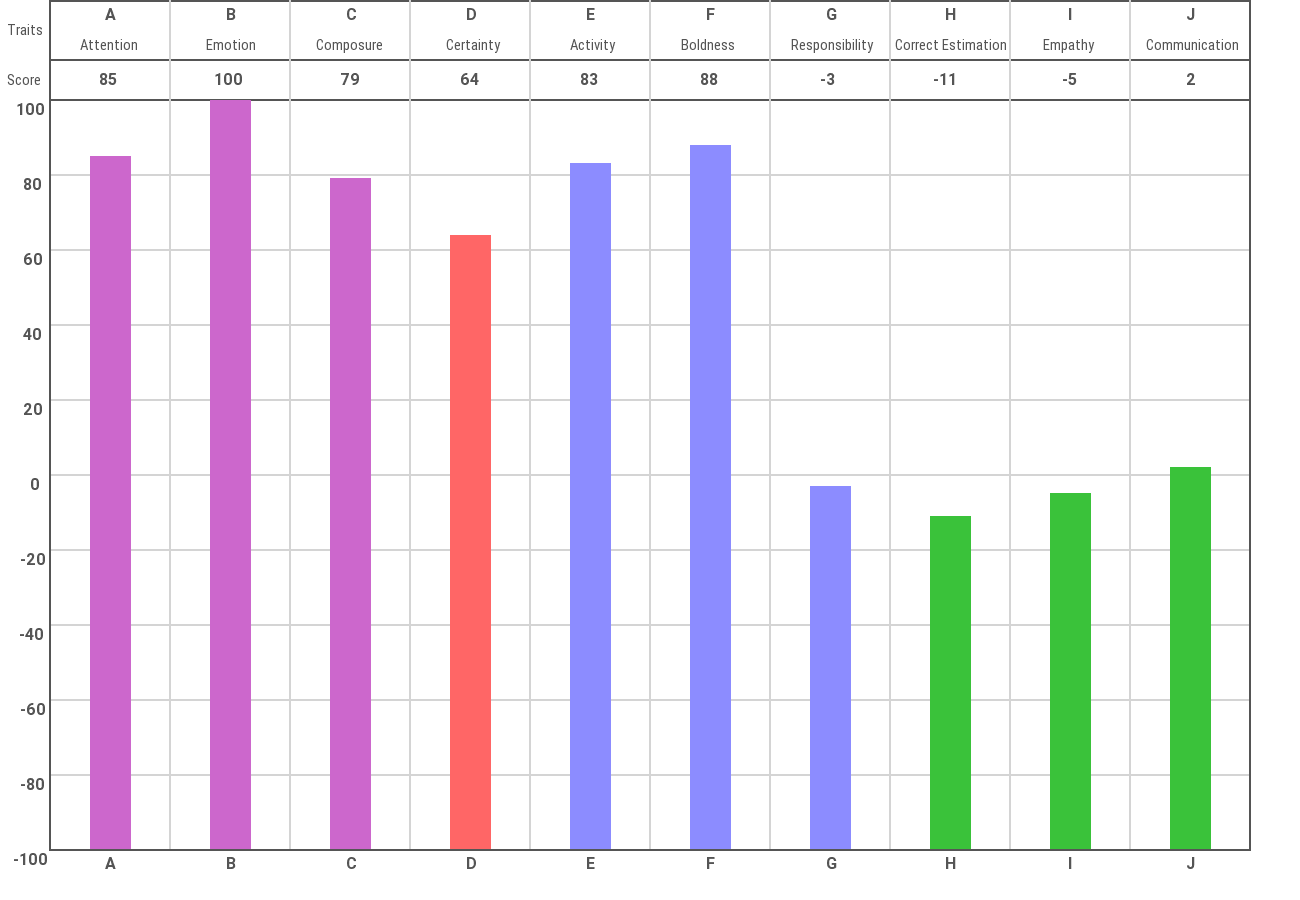 Traits A B C D E F G H I J
Attention Emotion Composure Certainty Activity Boldness Responsibility Correct Estimation Empathy Communication
Score 85 100 79 64 83 88 -3 -11 -5 2
100
80
60
40
20
0
-20
-40
-60
-80
-100
A B C D E F G H I J